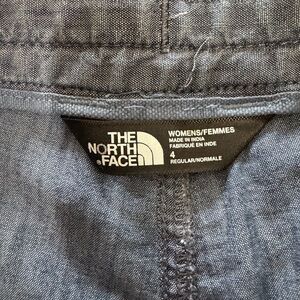 THE
NORTH
FACE
WOMENS/FEMMES
MADE IN INDIA
FABRIQUÉ EN INDE
4
REGULAR/NORMALE